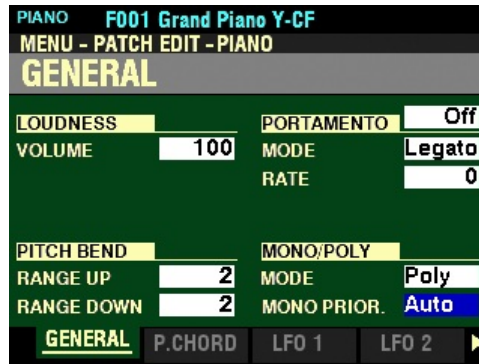 PIANO F001 Grand Piano Y-CF
MENU - PATCH EDIT - PIANO
GENERAL
LOUDNESS
VOLUME 100
PORTAMENTO Off
MODE Legato
RATE 0
PITCH BEND
RANGE UP 2
RANGE DOWN 2
MONO/POLY
MODE Poly
MONO PRIOR. Auto
GENERAL P.CHORD LFO 1 LFO 2